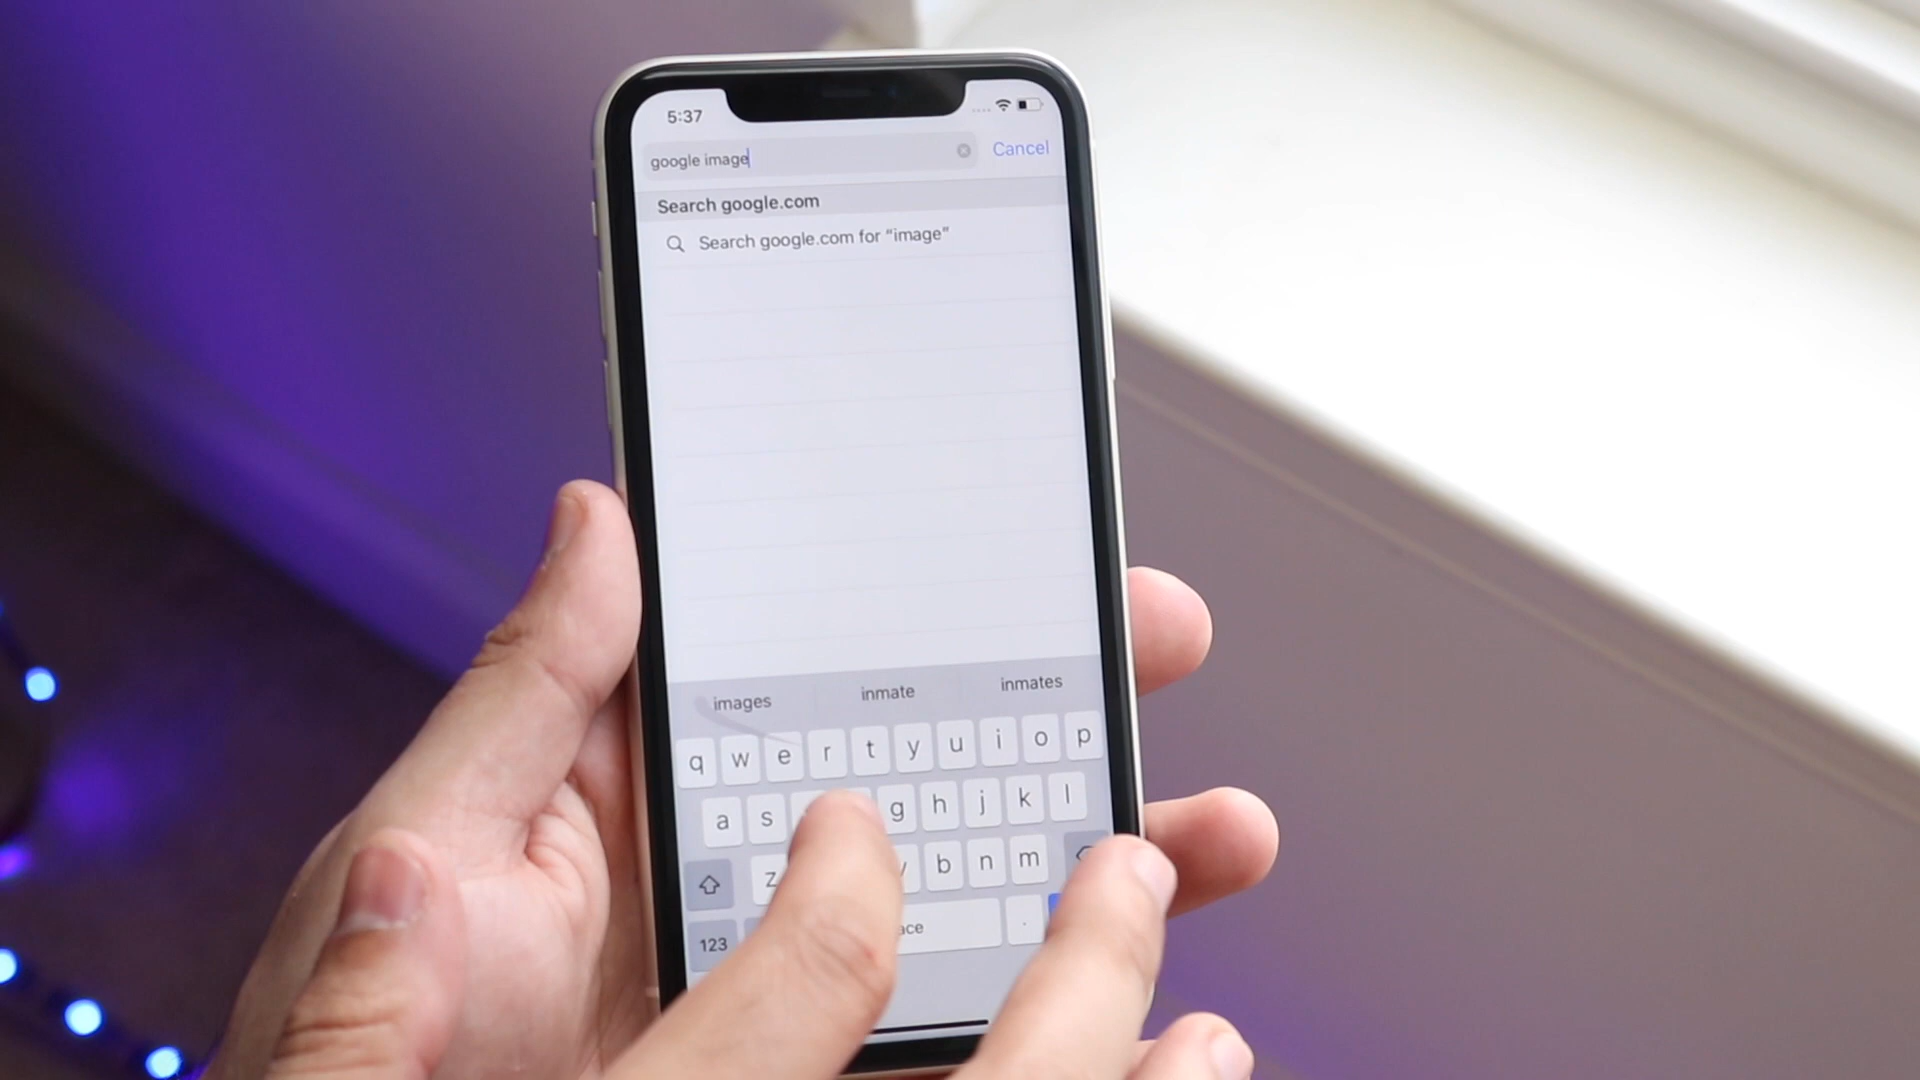 5:37
google image
Cancel
Search google.com
Search google.com for “image”
images inmate inmates
q w e r t y u i o p
a s g h j k l
z b n m
123 .